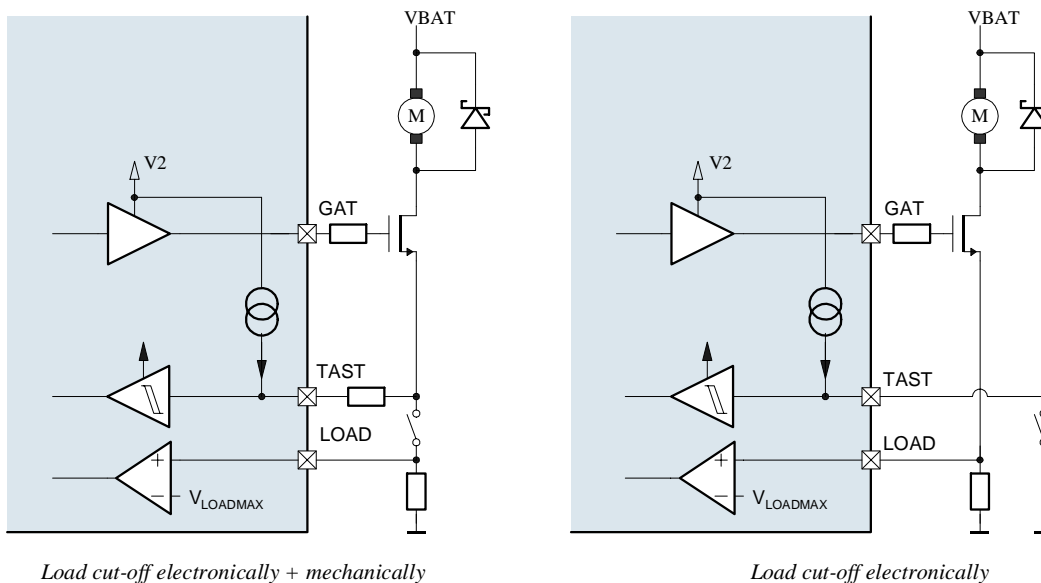 VBAT
M
V2
GAT
TAST
LOAD
+
−
VLOADMAX
Load cut-off electronically + mechanically
VBAT
M
V2
GAT
TAST
LOAD
+
−
VLOADMAX
Load cut-off electronically